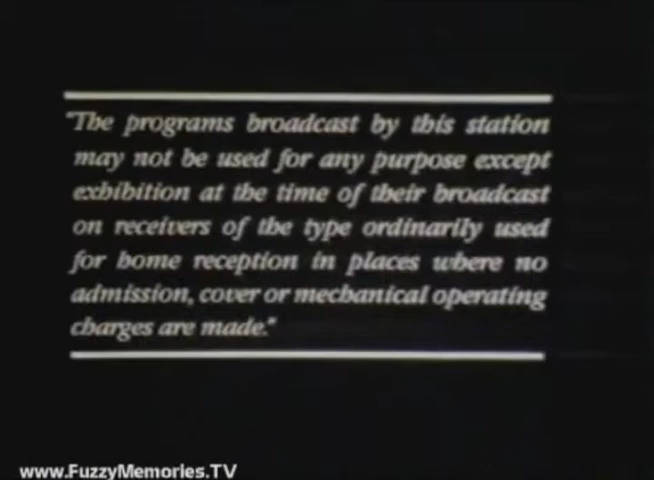 "The programs broadcast by this station
may not be used for any purpose except
exhibition at the time of their broadcast
on receivers of the type ordinarily used
for home reception in places where no
admission, cover or mechanical operating
charges are made."
www.FuzzyMemories.TV